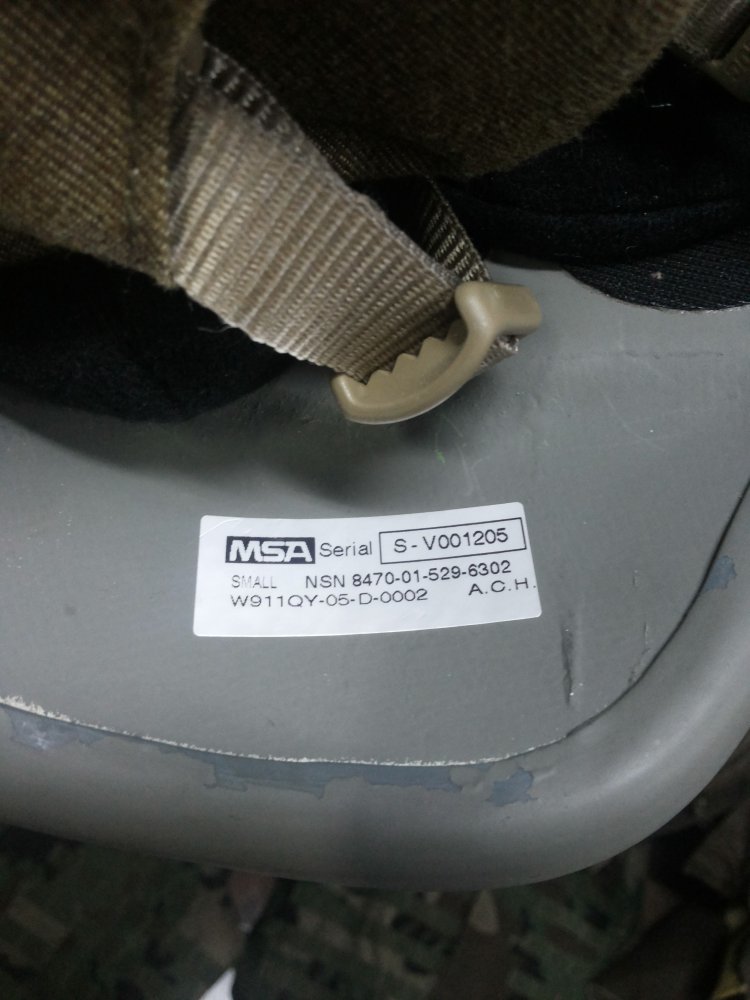 MSA Serial S-V001205
SMALL NSN 8470-01-529-6302
W911QY-05-D-0002 A.C.H.